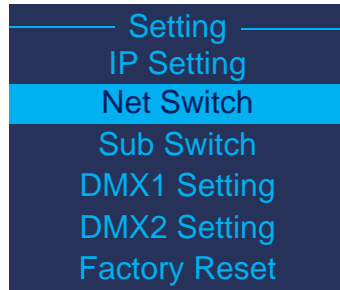 Setting
IP Setting
Net Switch
Sub Switch
DMX1 Setting
DMX2 Setting
Factory Reset